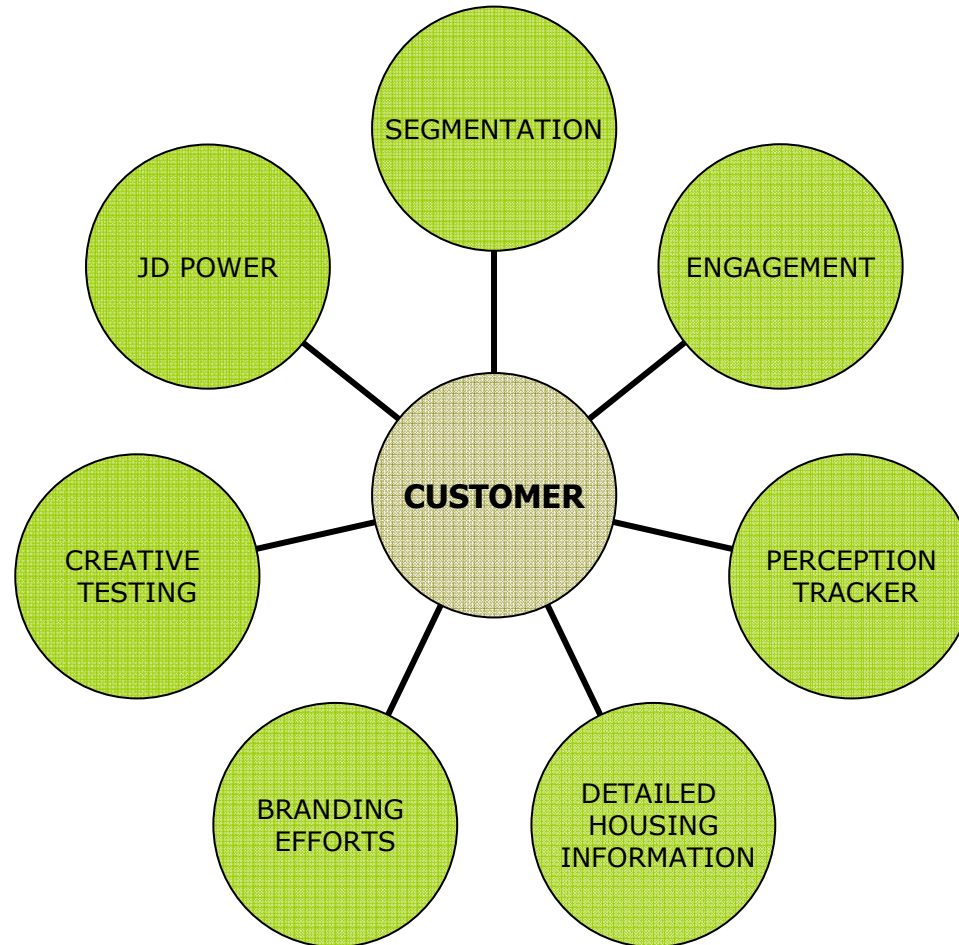 SEGMENTATION
JD POWER
ENGAGEMENT
CUSTOMER
CREATIVE
TESTING
PERCEPTION
TRACKER
BRANDING
EFFORTS
DETAILED
HOUSING
INFORMATION